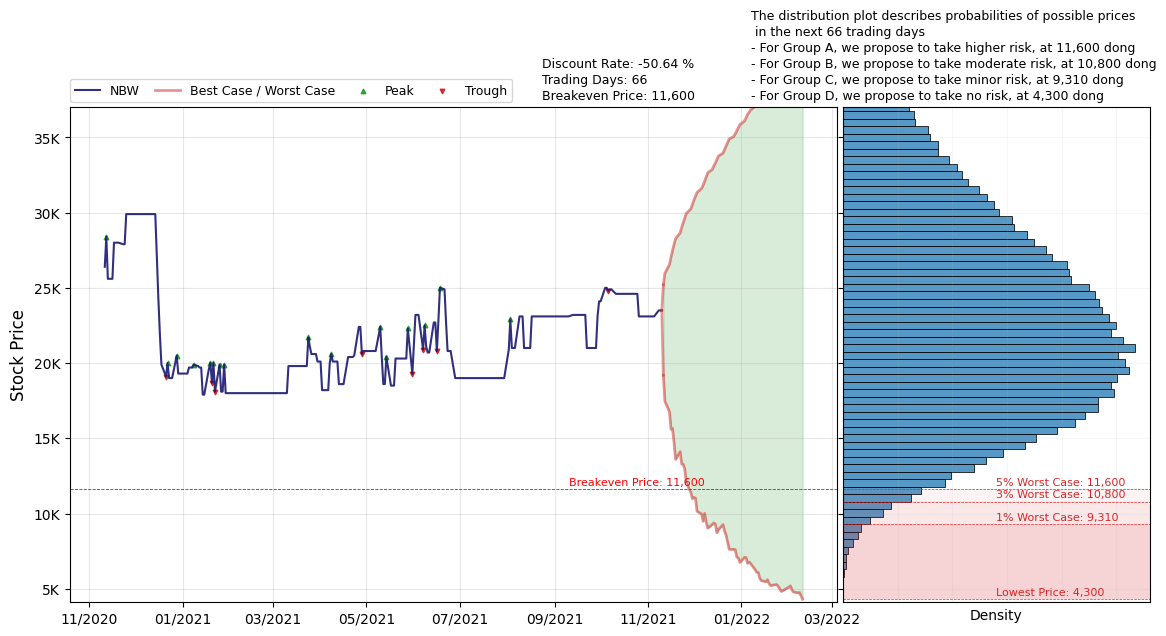 The distribution plot describes probabilities of possible prices
in the next 66 trading days
- For Group A, we propose to take higher risk, at 11,600 dong
- For Group B, we propose to take moderate risk, at 10,800 dong
- For Group C, we propose to take minor risk, at 9,310 dong
- For Group D, we propose to take no risk, at 4,300 dong
Discount Rate: -50.64 %
Trading Days: 66
Breakeven Price: 11,600
NBW
Best Case / Worst Case
Peak
Trough
Stock Price
35K
30K
25K
20K
15K
10K
5K
Breakeven Price: 11,600
5% Worst Case: 11,600
3% Worst Case: 10,800
1% Worst Case: 9,310
Lowest Price: 4,300
11/2020
01/2021
03/2021
05/2021
07/2021
09/2021
11/2021
01/2022
03/2022
Density